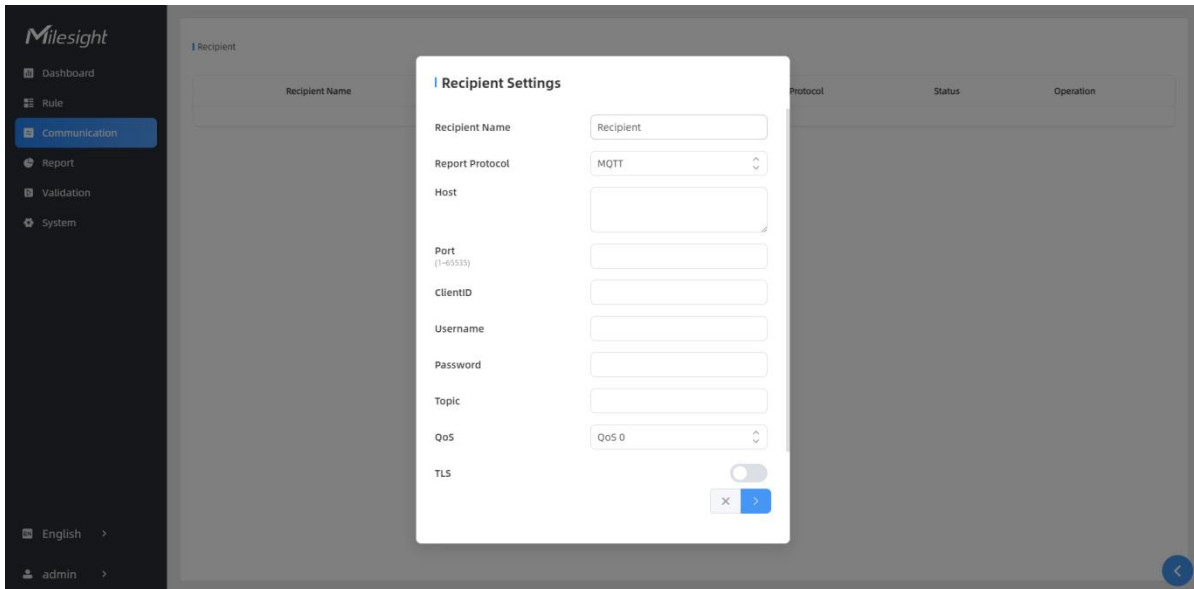 Milesight
Dashboard
Rule
Communication
Report
Validation
System
English
admin
Recipient
Recipient Name
Protocol
Status
Operation
Recipient Settings
Recipient Name
Recipient
Report Protocol
MQTT
Host
Port
(1-65535)
ClientID
Username
Password
Topic
QoS
QoS 0
TLS